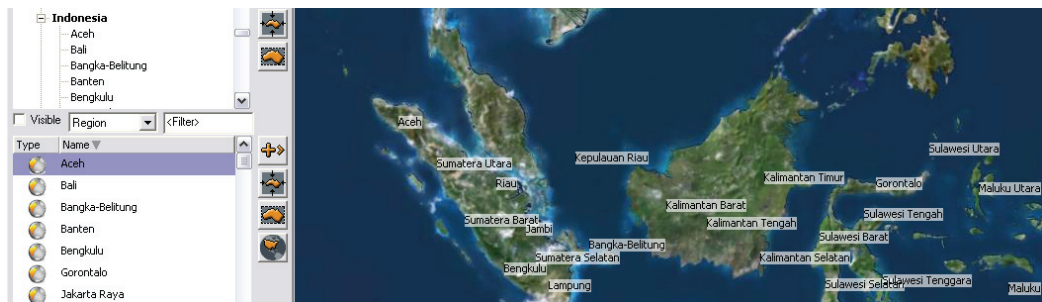 Indonesia
Aceh
Bali
Bangka-Belitung
Banten
Bengkulu
Visible Region <Filter>
Type Name
Aceh
Bali
Bangka-Belitung
Banten
Bengkulu
Gorontalo
Jakarta Raya
Aceh
Sumatera Utara
Kepulauan Riau
Sulawesi Utara
Riau
Kalimantan Timur
Gorontalo
Maluku Utara
Kalimantan Barat
Sumatera Barat
Kalimantan Tengah
Sulawesi Tengah
Jambi
Sulawesi Barat
Bangka-Belitung
Sumatera Selatan
Kalimantan Selatan
Bengkulu
Lampung
Sulawesi Selatan
Sulawesi Tenggara
Maluku